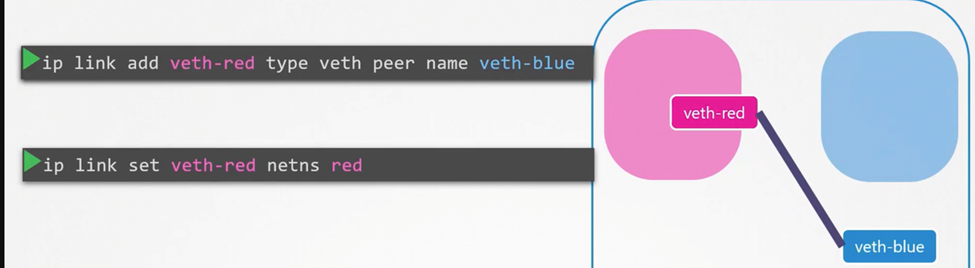 ip link add veth-red type veth peer name veth-blue
veth-red
ip link set veth-red netns red
veth-blue